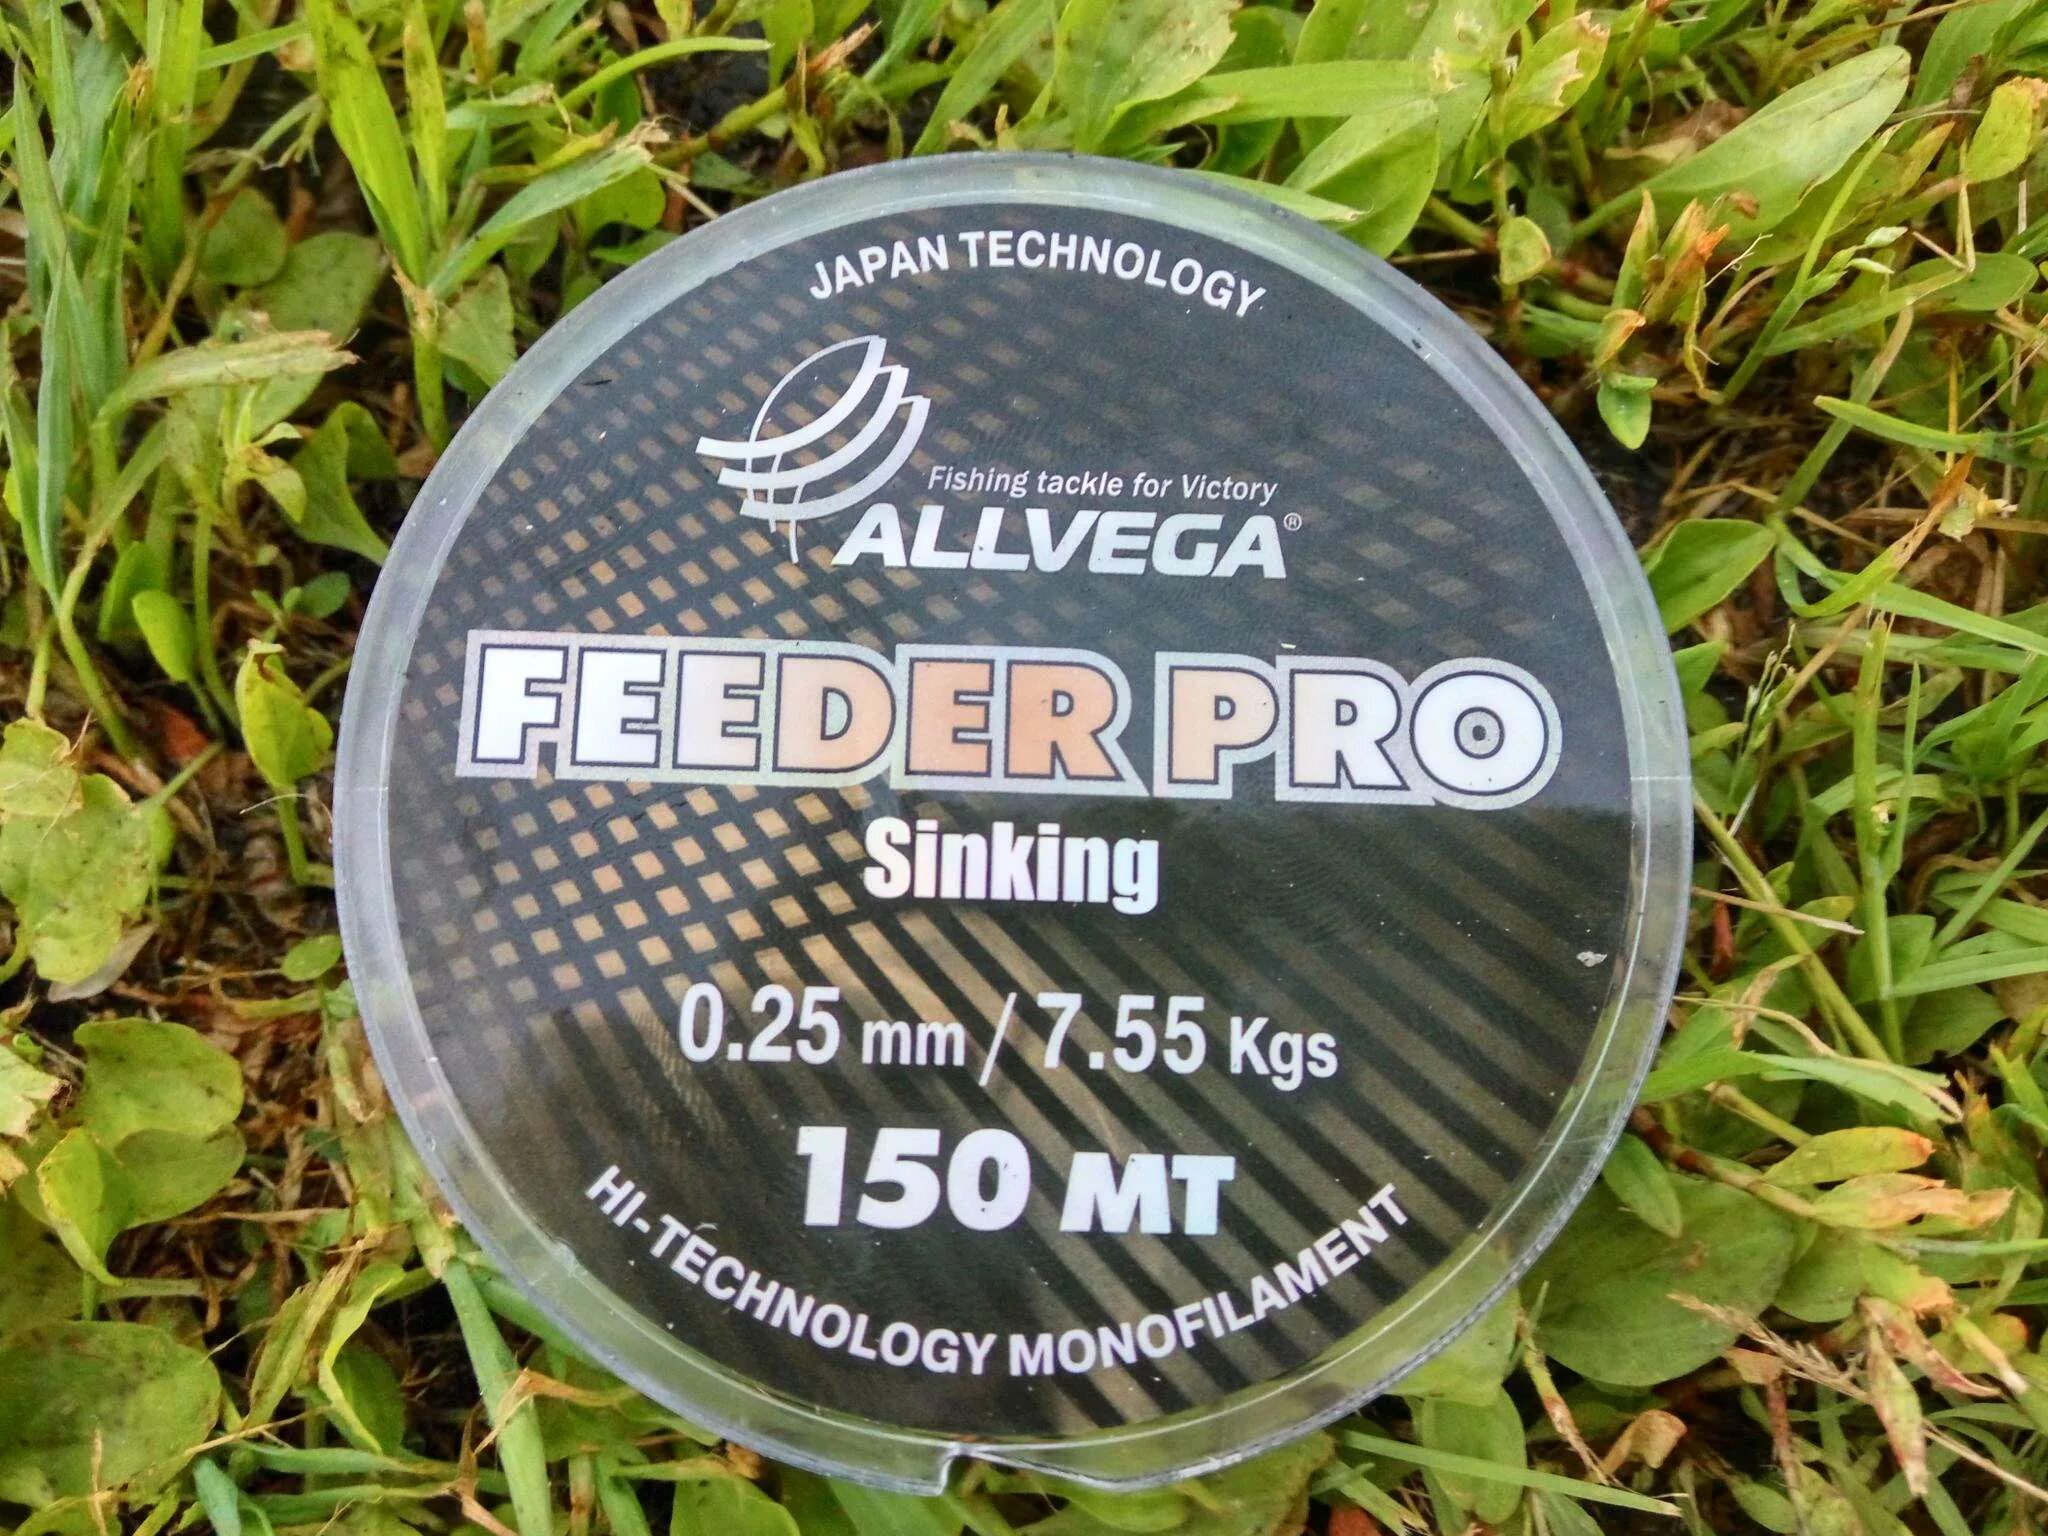 JAPAN TECHNOLOGY
Fishing tackle for Victory
ALLVEGA®
FEEDER PRO
Sinking
0.25 mm / 7.55 Kgs
150 MT
HI-TECHNOLOGY MONOFILAMENT